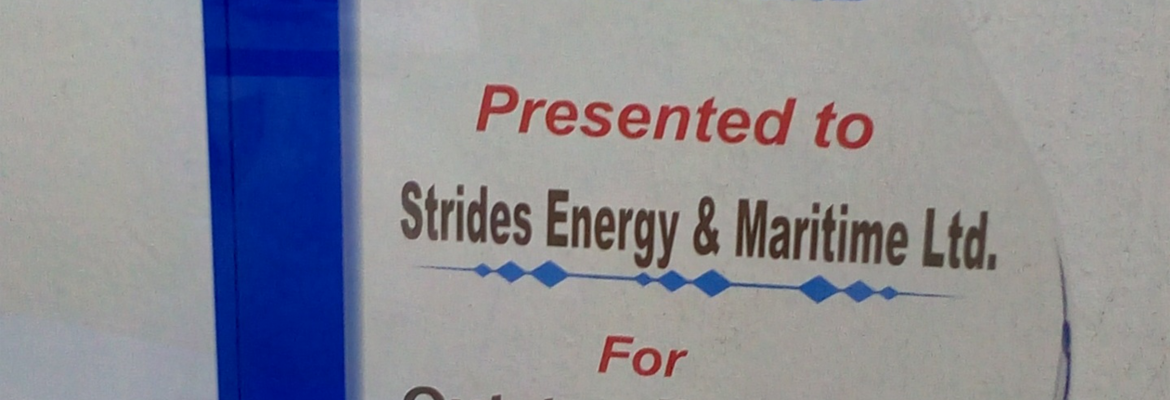 Presented to
Strides Energy & Maritime Ltd.
For